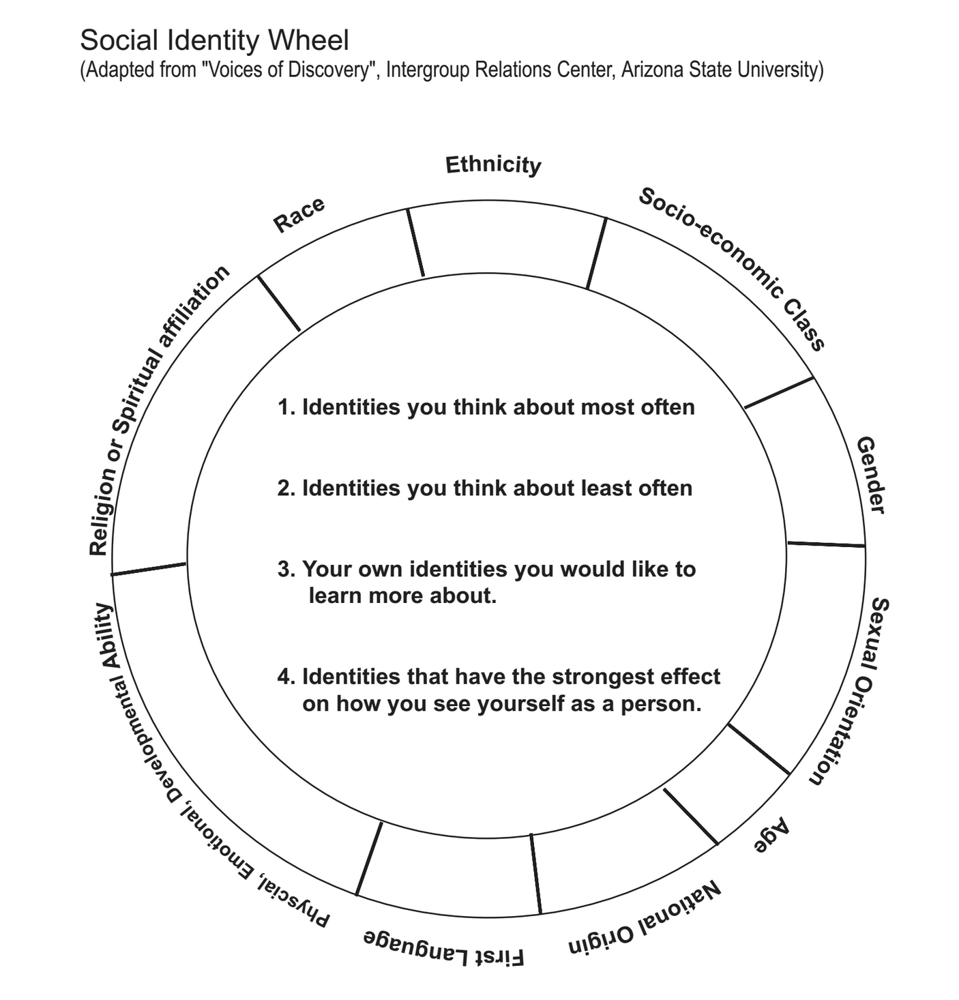 Social Identity Wheel
(Adapted from "Voices of Discovery", Intergroup Relations Center, Arizona State University)
Ethnicity
Socio-economic Class
Gender
Sexual Orientation
Age
National Origin
First Language
Physcial, Emotional, Developmental Ability
Religion or Spiritual affiliation
Race
1. Identities you think about most often
2. Identities you think about least often
3. Your own identities you would like to
learn more about.
4. Identities that have the strongest effect
on how you see yourself as a person.